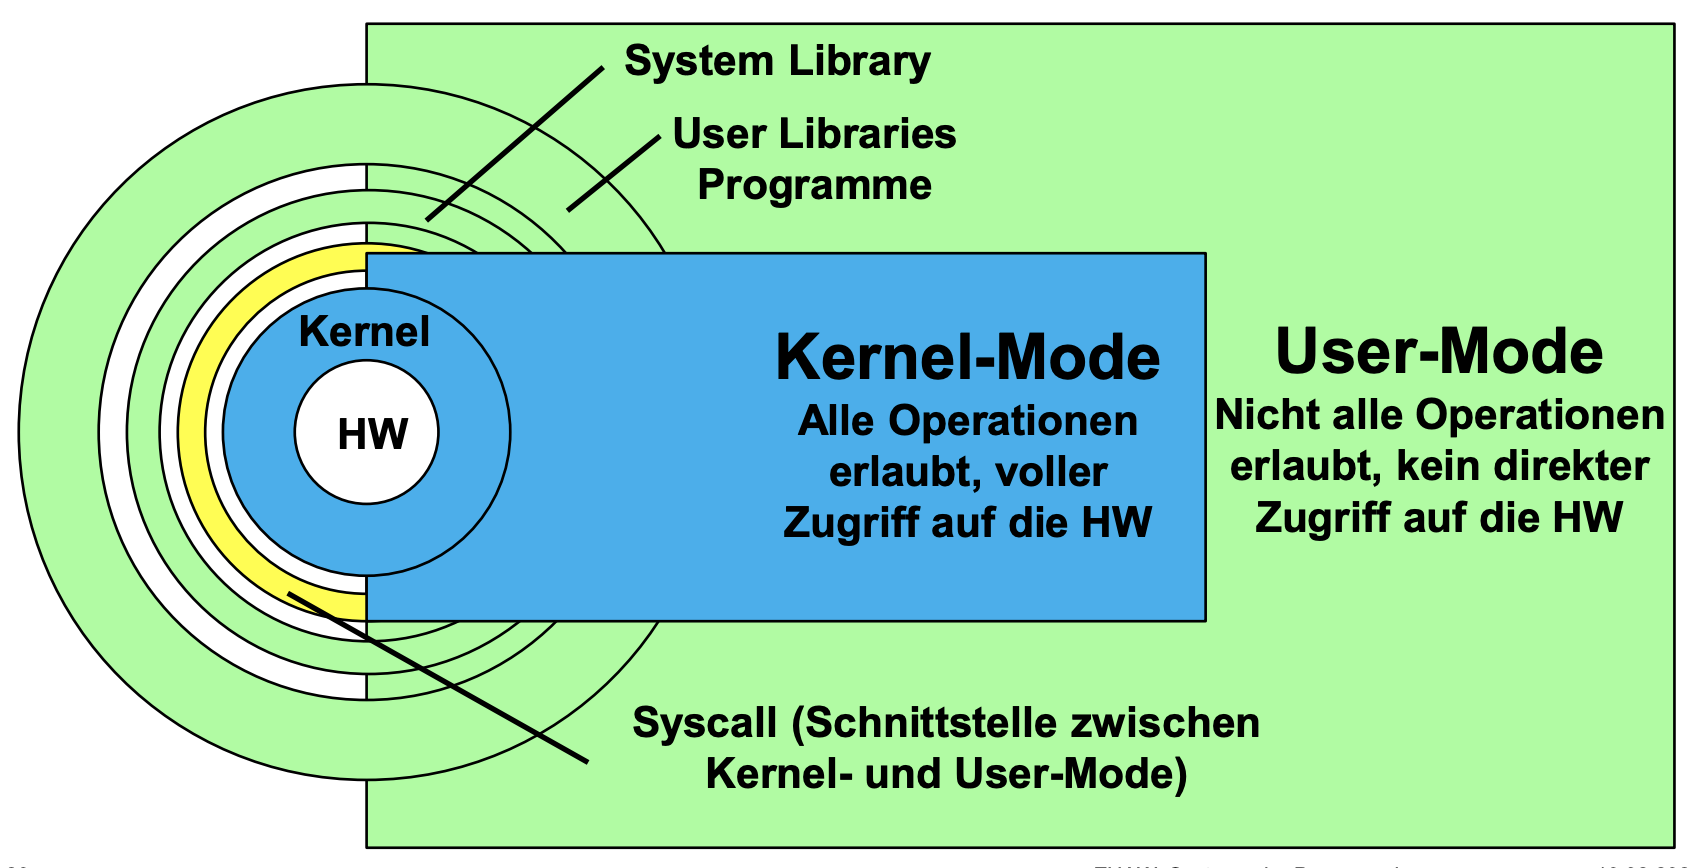 System Library
User Libraries
Programme
Kernel
HW
Kernel-Mode
Alle Operationen
erlaubt, voller
Zugriff auf die HW
User-Mode
Nicht alle Operationen
erlaubt, kein direkter
Zugriff auf die HW
Syscall (Schnittstelle zwischen
Kernel- und User-Mode)